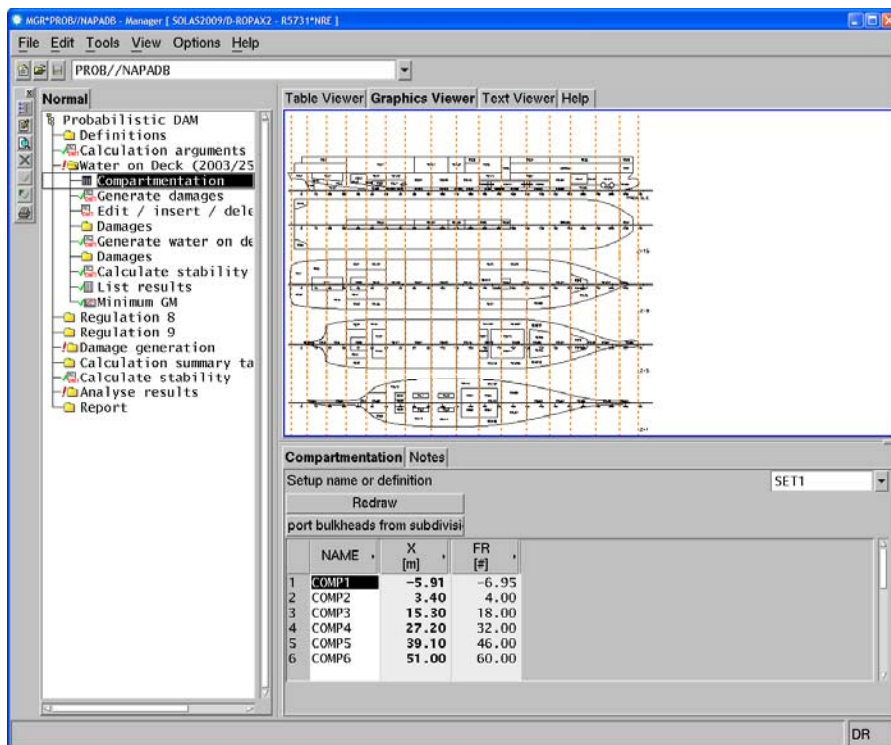 MGR*PROB//NAPADB - Manager [ SOLAS2009/D-ROPAX2 - R5731*NRE ]
File Edit Tools View Options Help
PROB//NAPADB
Normal
Probabilistic DAM
Definitions
Calculation arguments
Water on Deck (2003/25
Compartmentation
Generate damages
Edit / insert / dele
Damages
Generate water on de
Damages
Calculate stability
List results
Minimum GM
Regulation 8
Regulation 9
Damage generation
Calculation summary ta
Calculate stability
Analyse results
Report
Table Viewer Graphics Viewer Text Viewer Help
Compartmentation Notes
Setup name or definition SET1
Redraw
port bulkheads from subdivisi
NAME X [m] FR [#]
1 COMP1 -5.91 -6.95
2 COMP2 3.40 4.00
3 COMP3 15.30 18.00
4 COMP4 27.20 32.00
5 COMP5 39.10 46.00
6 COMP6 51.00 60.00
DR